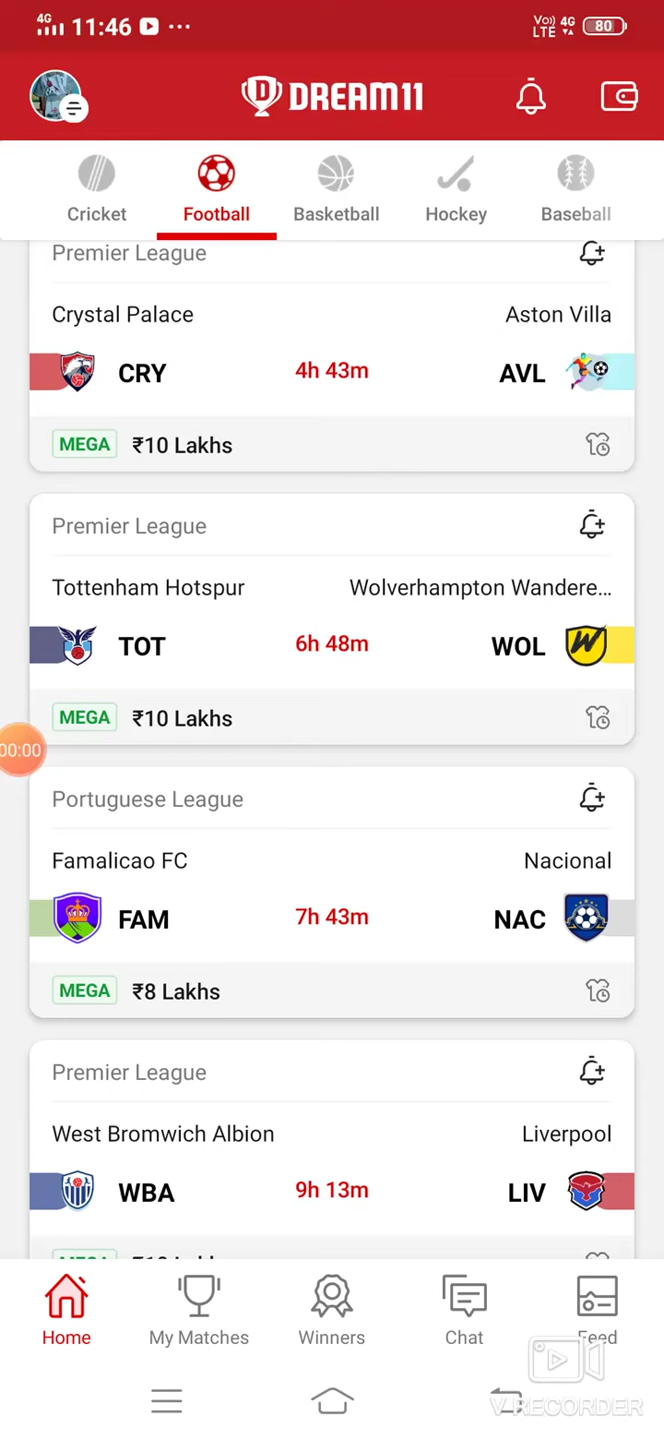 4G 11:46 ... Vo)) LTE 4G 80
DREAM11
Cricket Football Basketball Hockey Baseball
Premier League
Crystal Palace Aston Villa
CRY 4h 43m AVL
MEGA ₹10 Lakhs
Premier League
Tottenham Hotspur Wolverhampton Wandere...
TOT 6h 48m WOL
MEGA ₹10 Lakhs
00:00
Portuguese League
Famalicao FC Nacional
FAM 7h 43m NAC
MEGA ₹8 Lakhs
Premier League
West Bromwich Albion Liverpool
WBA 9h 13m LIV
Home My Matches Winners Chat Feed
V RECORDER